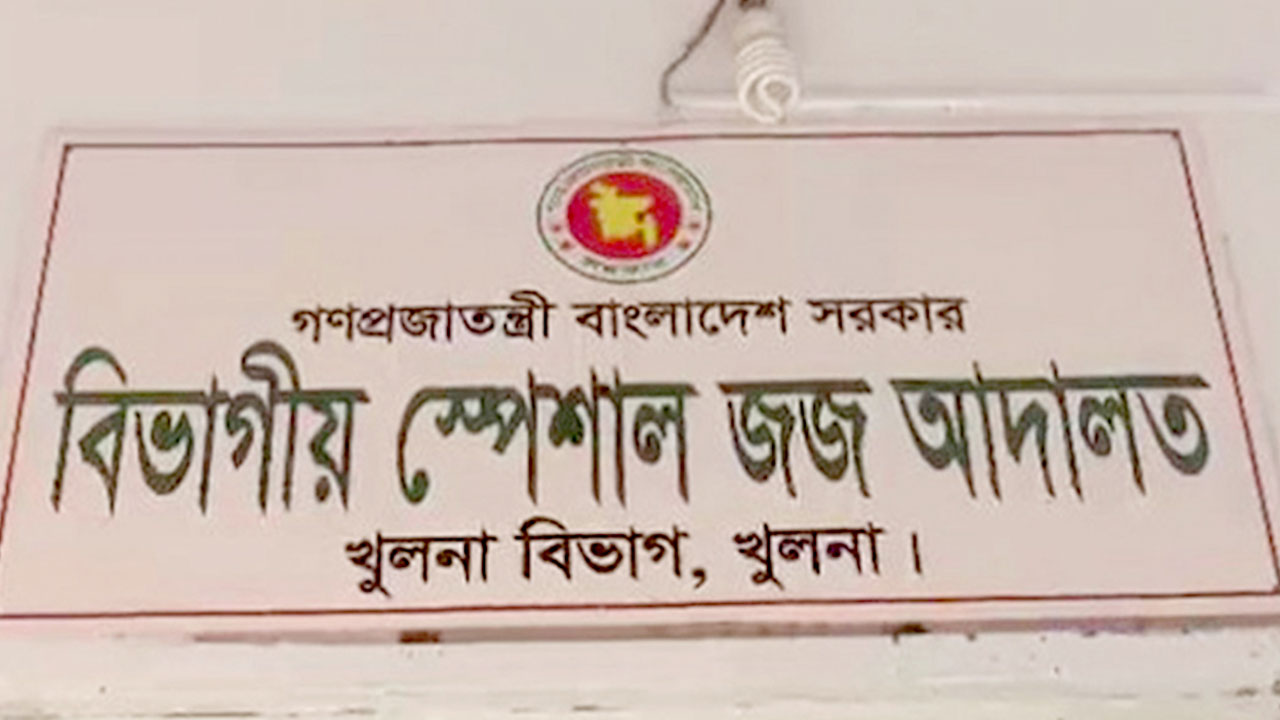 গণপ্রজাতন্ত্রী বাংলাদেশ সরকার
বিভাগীয় স্পেশাল জজ আদালত
খুলনা বিভাগ, খুলনা।